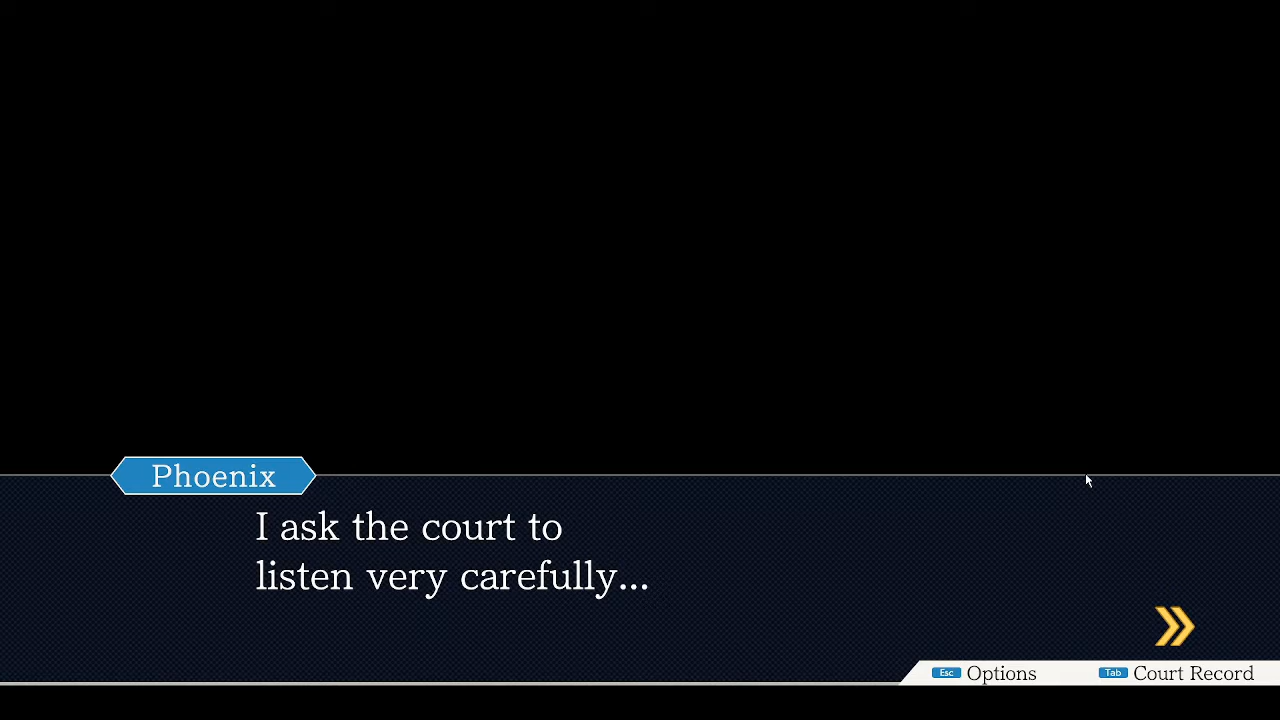 Phoenix
I ask the court to
listen very carefully...
Esc Options Tab Court Record